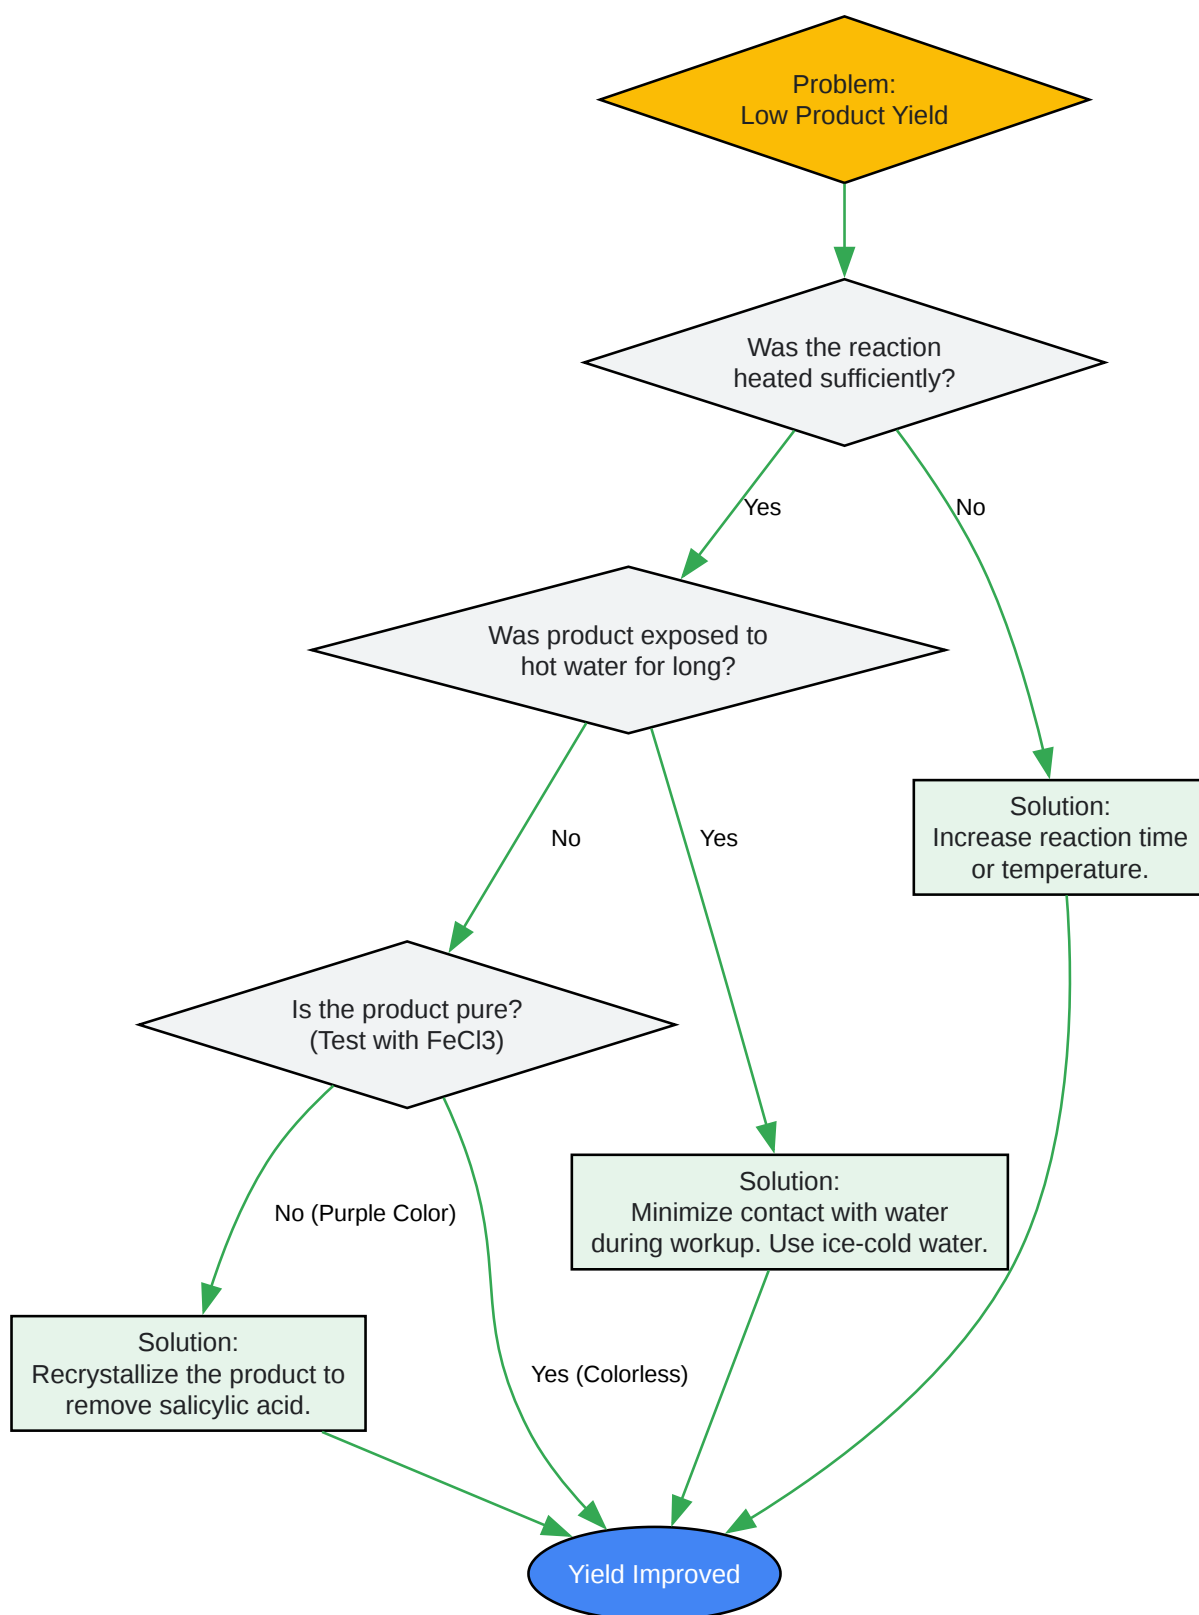 Problem:
Low Product Yield
Was the reaction
heated sufficiently?
Yes
No
Was product exposed to
hot water for long?
No
Yes
Solution:
Increase reaction time
or temperature.
Is the product pure?
(Test with FeCl3)
No (Purple Color)
Yes (Colorless)
Solution:
Minimize contact with water
during workup. Use ice-cold water.
Solution:
Recrystallize the product to
remove salicylic acid.
Yield Improved